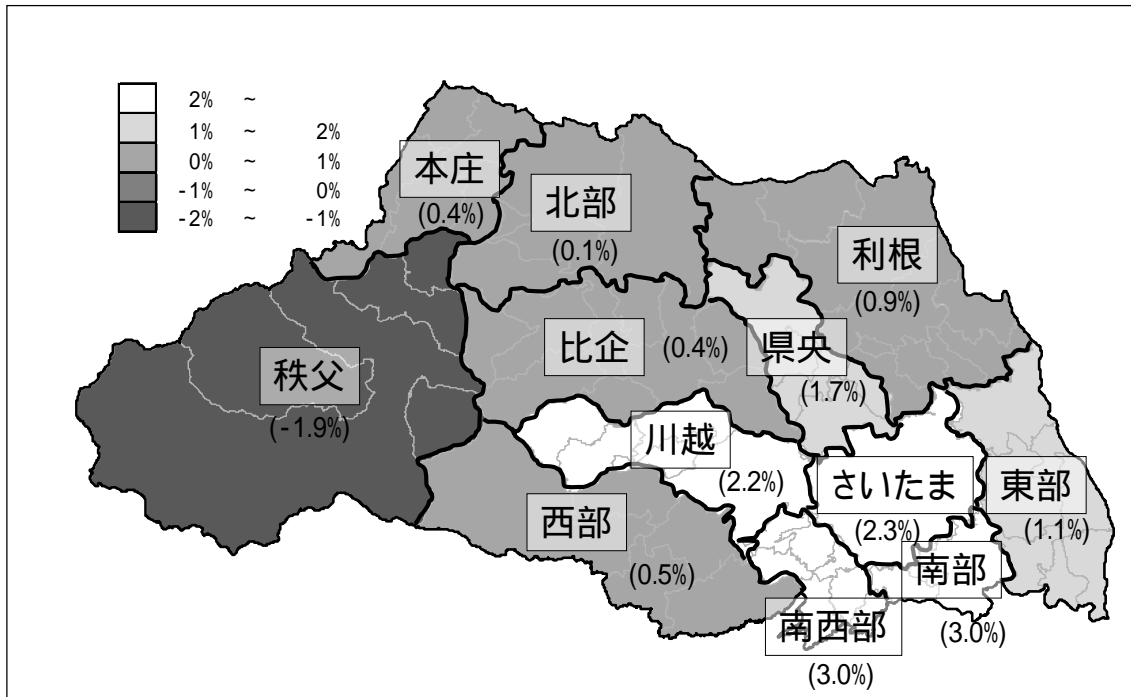 2% ~
1% ~ 2%
0% ~ 1%
-1% ~ 0%
-2% ~ -1%
本庄
(0.4%)
北部
(0.1%)
利根
(0.9%)
秩父
(-1.9%)
比企
(0.4%)
県央
(1.7%)
川越
(2.2%)
さいたま
(2.3%)
東部
(1.1%)
西部
(0.5%)
南部
(3.0%)
南西部
(3.0%)